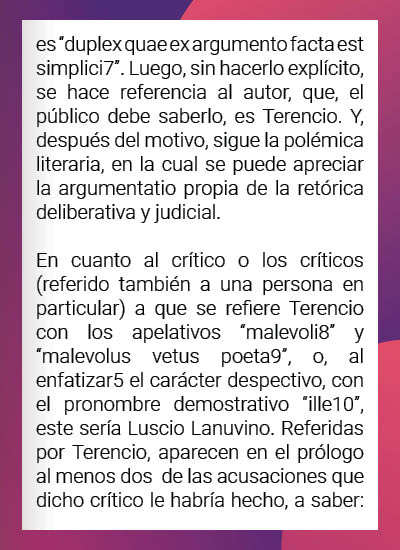 es “duplex quae ex argumento facta est
simplici7”. Luego, sin hacerlo explícito,
se hace referencia al autor, que, el
público debe saberlo, es Terencio. Y,
después del motivo, sigue la polémica
literaria, en la cual se puede apreciar
la argumentatio propia de la retórica
deliberativa y judicial.
En cuanto al crítico o los críticos
(referido también a una persona en
particular) a que se refiere Terencio
con los apelativos “malevoli8” y
“malevolus vetus poeta9”, o, al
enfatizar5 el carácter despectivo, con
el pronombre demostrativo “ille10”,
este sería Luscio Lanuvino. Referidas
por Terencio, aparecen en el prólogo
al menos dos de las acusaciones que
dicho crítico le habría hecho, a saber: